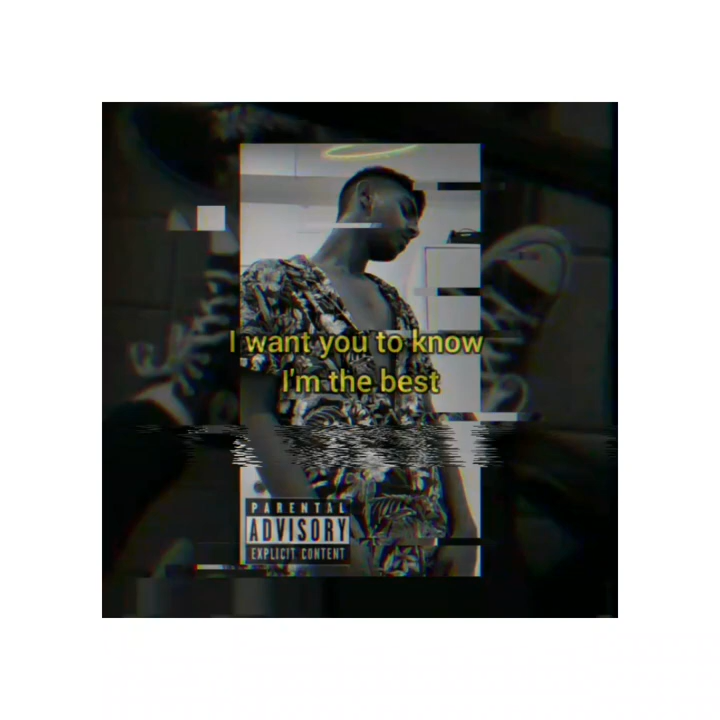 I want you to know
I'm the best
PARENTAL
ADVISORY
EXPLICIT CONTENT